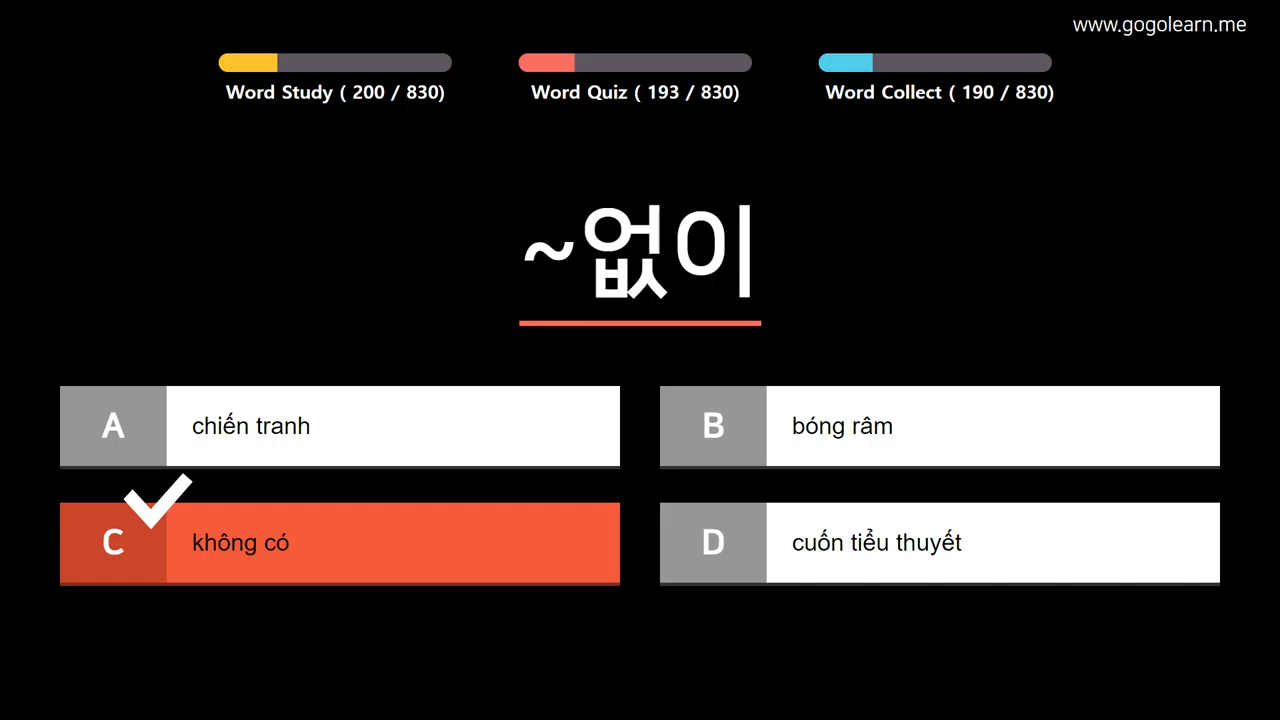 www.gogolearn.me
Word Study ( 200 / 830)
Word Quiz ( 193 / 830)
Word Collect ( 190 / 830)
~없이
A chiến tranh
B bóng râm
C không có
D cuốn tiểu thuyết